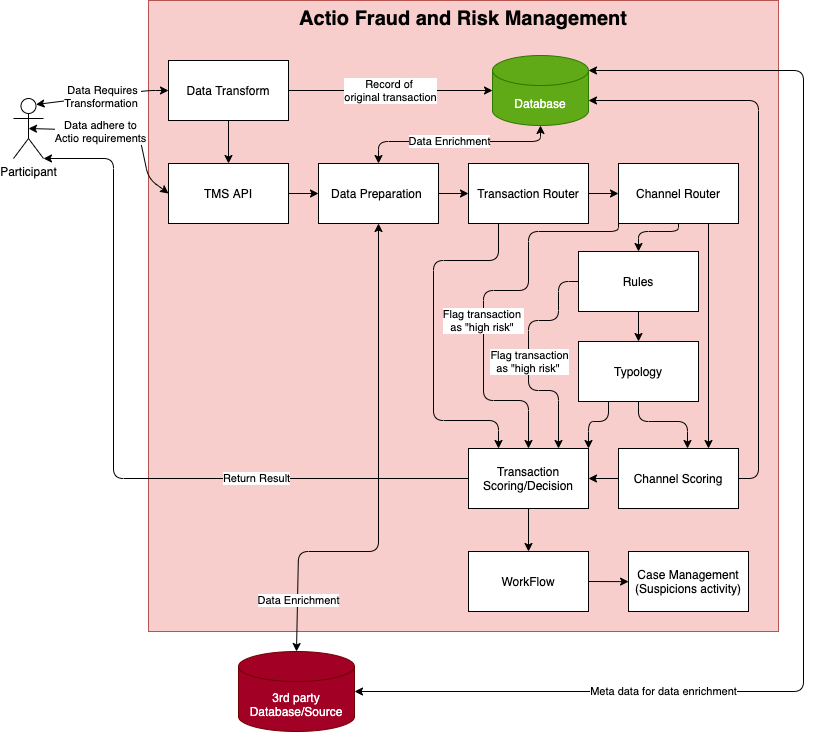 Actio Fraud and Risk Management
Data Requires
Transformation
Data Transform
Record of
original transaction
Database
Data adhere to
Actio requirements
Data Enrichment
Participant
TMS API
Data Preparation
Transaction Router
Channel Router
Rules
Flag transaction
as "high risk"
Flag transaction
as "high risk"
Typology
Return Result
Transaction
Scoring/Decision
Channel Scoring
WorkFlow
Case Management
(Suspicions activity)
Data Enrichment
3rd party
Database/Source
Meta data for data enrichment